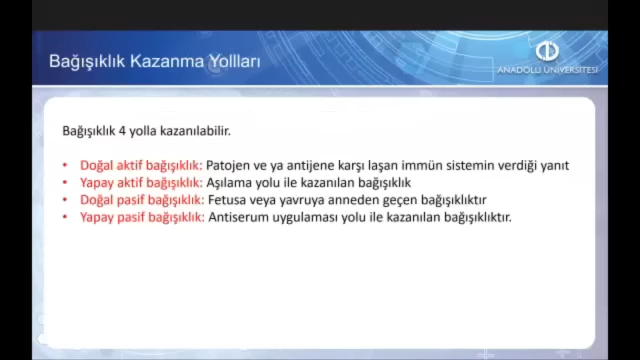 Bağışıklık Kazanma Yollları
ANADOLU ÜNİVERSİTESİ
Bağışıklık 4 yolla kazanılabilir.
• Doğal aktif bağışıklık: Patojen ve ya antijene karşı laşan immün sistemin verdiği yanıt
• Yapay aktif bağışıklık: Aşılama yolu ile kazanılan bağışıklık
• Doğal pasif bağışıklık: Fetusa veya yavruya anneden geçen bağışıklıktır
• Yapay pasif bağışıklık: Antiserum uygulaması yolu ile kazanılan bağışıklıktır.